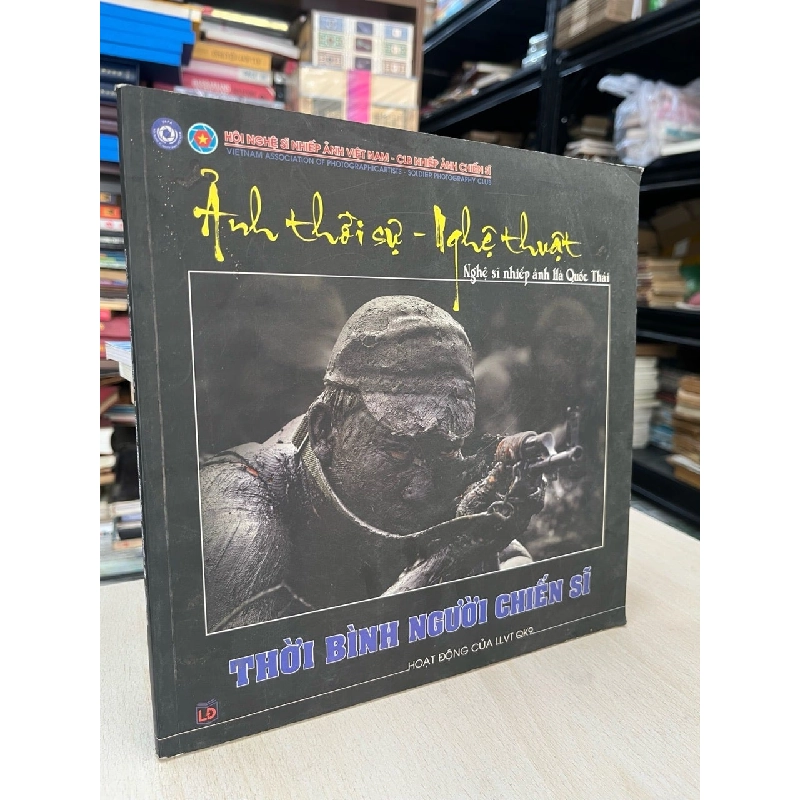 HỘI NGHỆ SĨ NHIẾP ẢNH VIỆT NAM - CLB NHIẾP ẢNH CHIẾN SĨ
VIETNAM ASSOCIATION OF PHOTOGRAPHIC ARTISTS - SOLDIER PHOTOGRAPHY CLUB
Ảnh thời sự - Nghệ thuật
Nghệ sĩ nhiếp ảnh Hà Quốc Thái
THỜI BÌNH NGƯỜI CHIẾN SĨ
HOẠT ĐỘNG CỦA LLVT QK9
LĐ